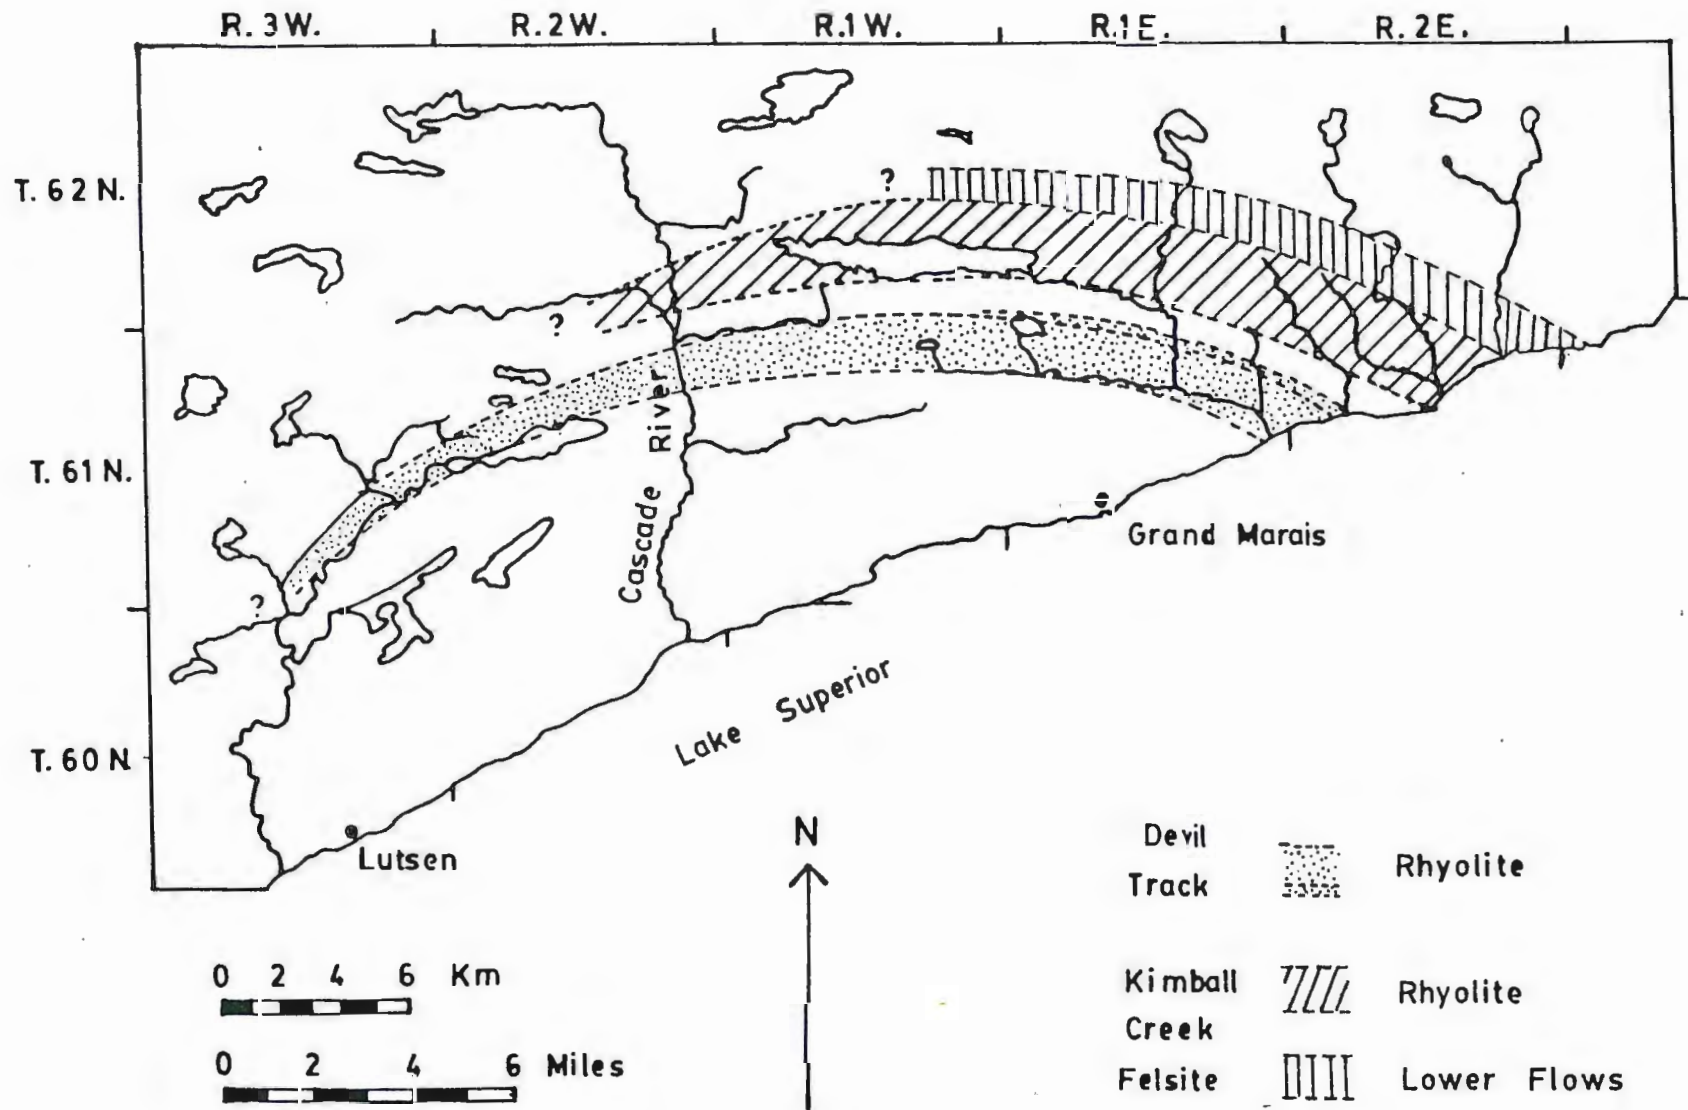 R. 3W. R. 2W. R.1W. R.1E. R. 2E.
T. 62 N.
?
?
T. 61 N.
Cascade River
Grand Marais
?
Lake Superior
T. 60 N
Lutsen
N
0 2 4 6 Km
0 2 4 6 Miles
Devil
Track
Rhyolite
Kimball
Creek
Rhyolite
Felsite
Lower Flows